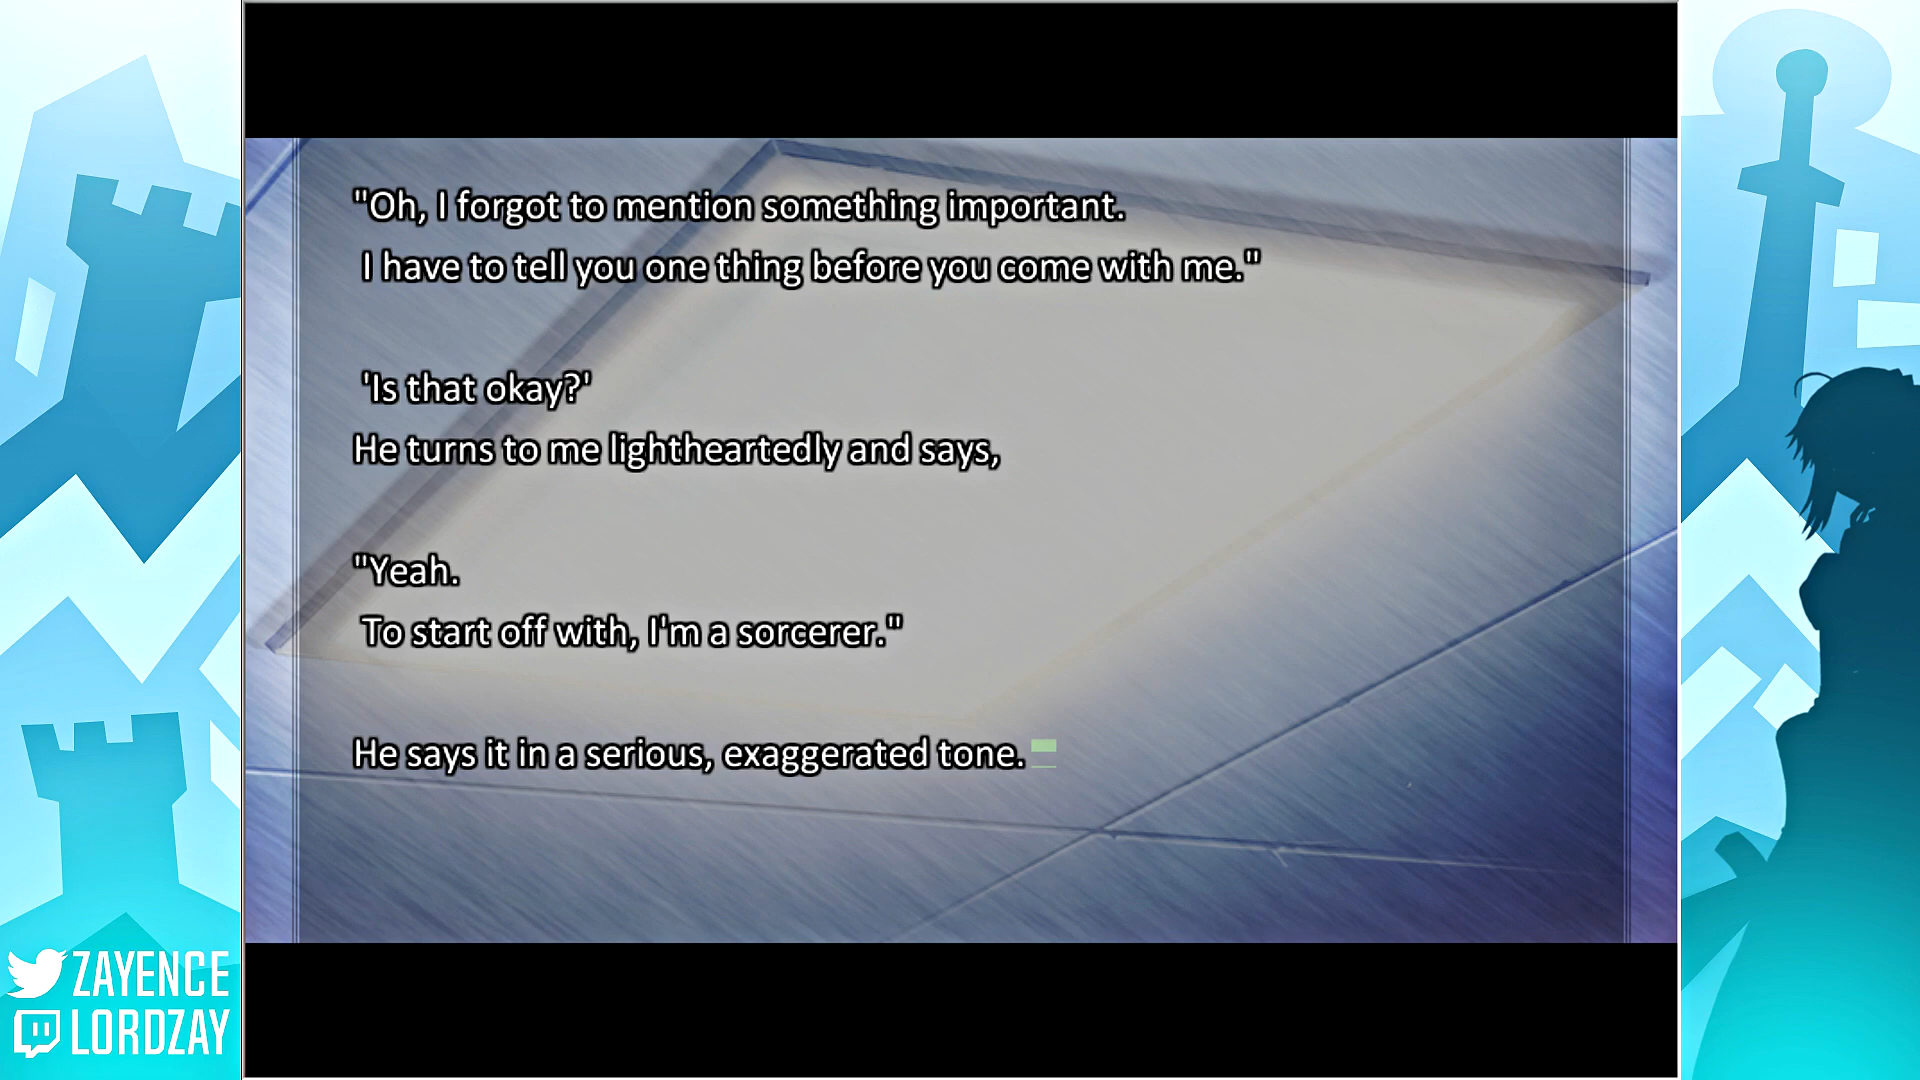 "Oh, I forgot to mention something important.
I have to tell you one thing before you come with me."
'Is that okay?'
He turns to me lightheartedly and says,
"Yeah.
To start off with, I'm a sorcerer."
He says it in a serious, exaggerated tone.
ZAYENCE
LORDZAY